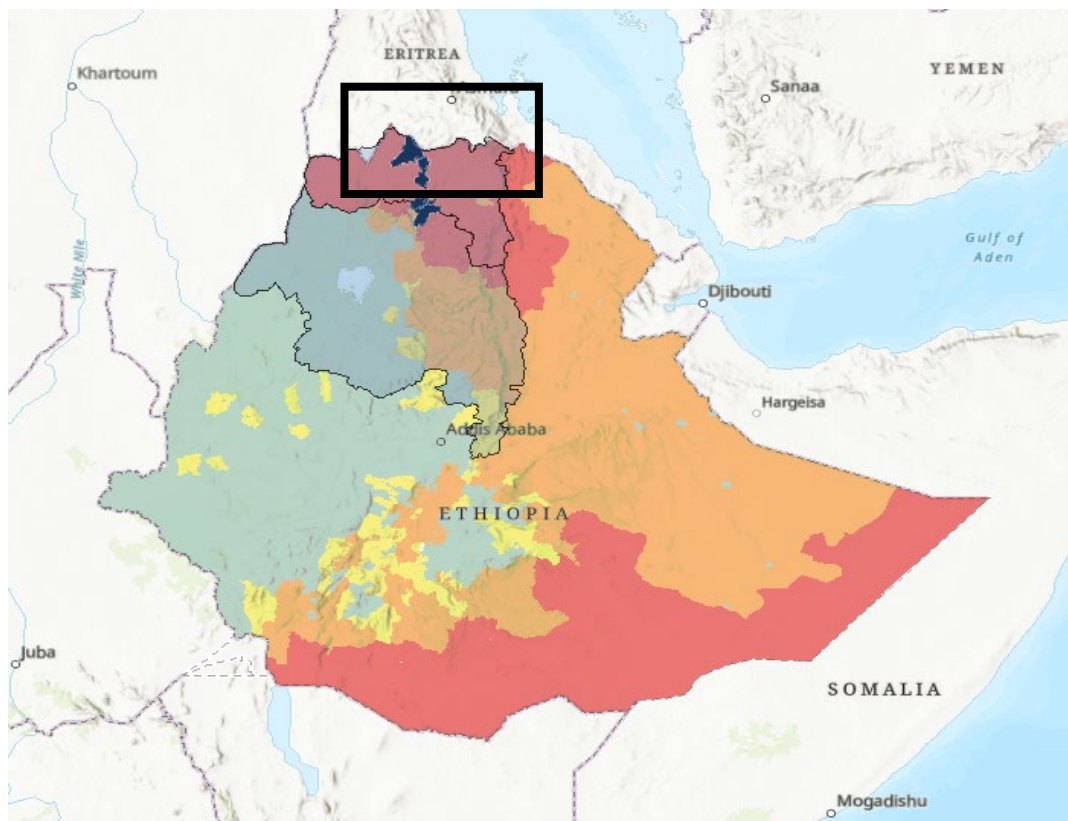 ERITREA
Khartoum
YEMEN
Sanaa
White Nile
Gulf of
Aden
Djibouti
Hargeisa
Addis Ababa
ETHIOPIA
Juba
SOMALIA
Mogadishu